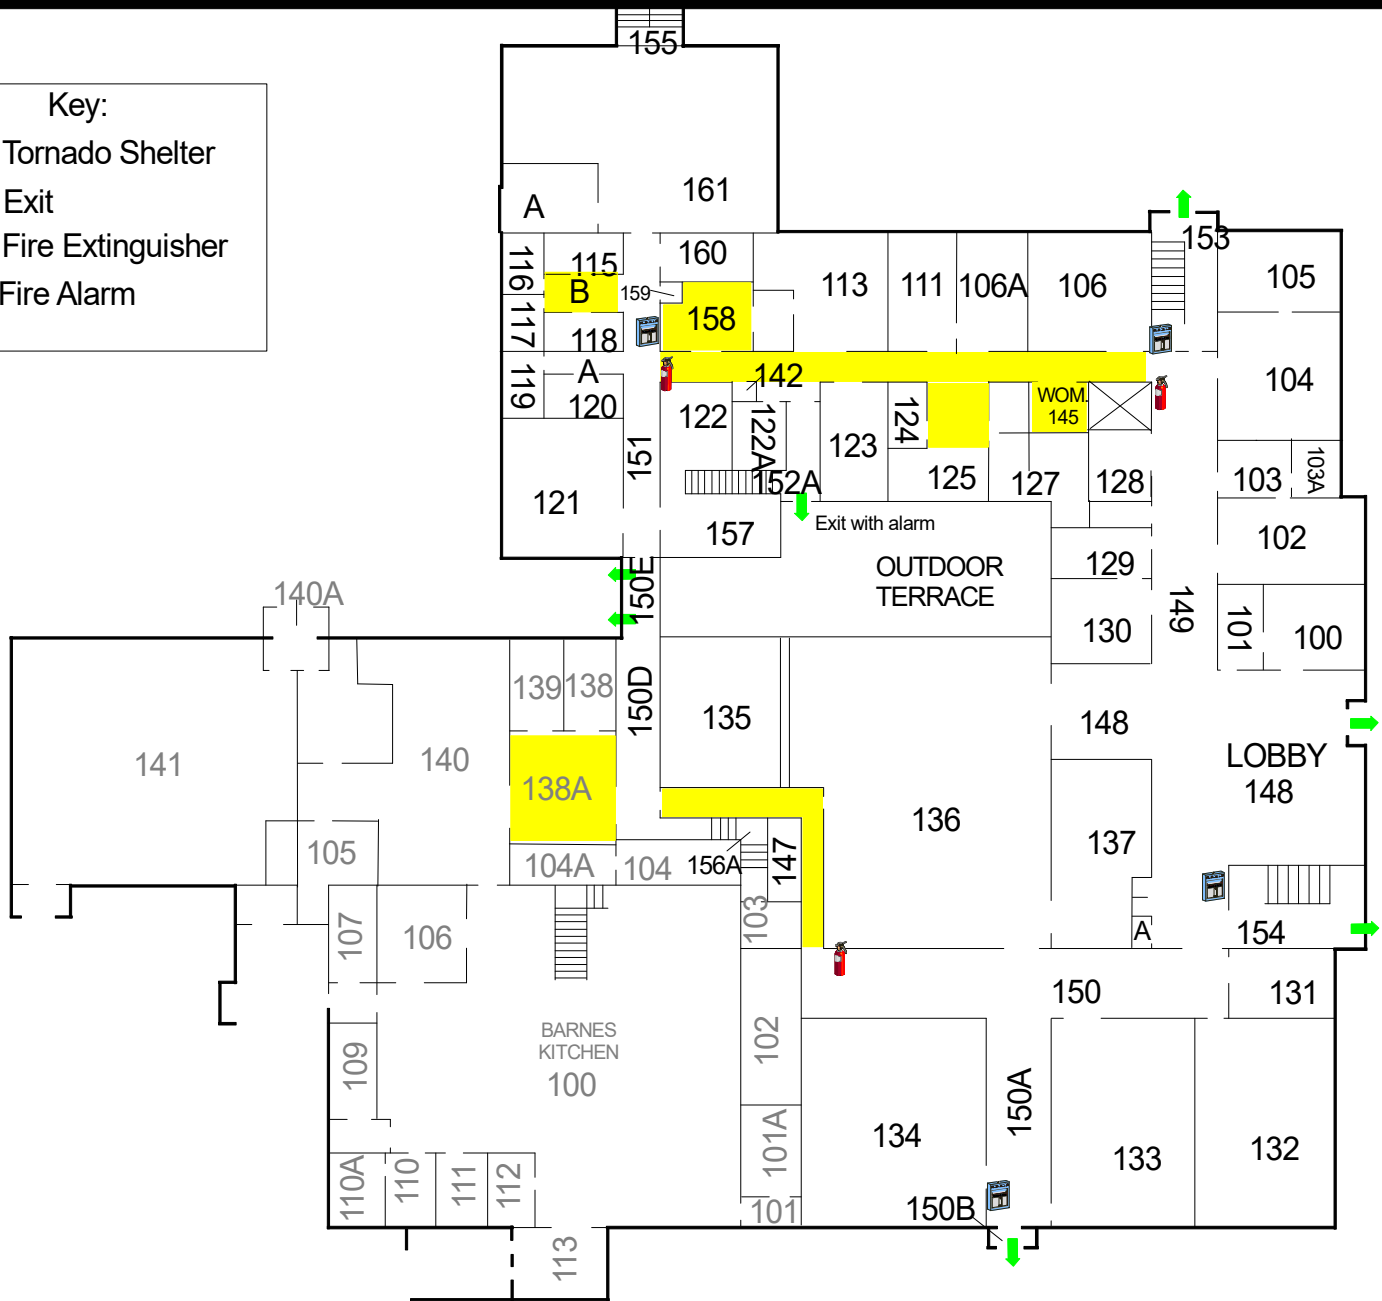 155
Key:
Tornado Shelter
Exit
Fire Extinguisher
Fire Alarm
161
A
153
116
115
160
113
111
106A
106
105
B
159
158
117
118
142
104
119
A
120
122
122A
123
124
WOM.
145
151
103
103A
121
152A
125
127
128
157
Exit with alarm
102
OUTDOOR
TERRACE
129
150E
140A
130
149
101
100
139
138
150D
135
148
141
140
LOBBY
148
138A
136
137
105
104A
104
156A
147
107
106
103
A
154
150
131
BARNES
KITCHEN
100
102
109
150A
134
133
132
101A
110A
110
111
112
101
150B
113